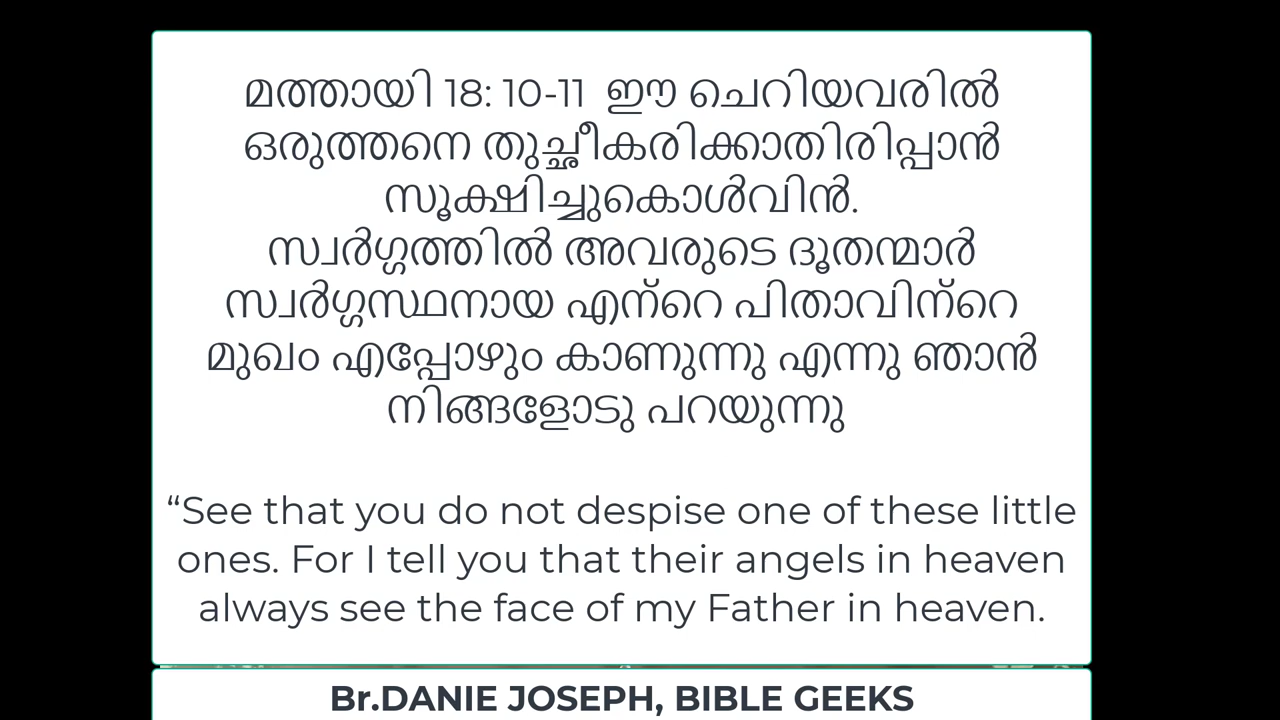 മത്തായി 18: 10-11 ഈ ചെറിയവരിൽ
ഒരുത്തനെ തുച്ഛീകരിക്കാതിരിപ്പാൻ
സൂക്ഷിച്ചുകൊൾവിൻ.
സ്വർഗ്ഗത്തിൽ അവരുടെ ദൂതന്മാർ
സ്വർഗ്ഗസ്ഥനായ എന്റെ പിതാവിന്റെ
മുഖം എപ്പോഴും കാണുന്നു എന്നു ഞാൻ
നിങ്ങളോടു പറയുന്നു
“See that you do not despise one of these little
ones. For I tell you that their angels in heaven
always see the face of my Father in heaven.
Br.DANIE JOSEPH, BIBLE GEEKS